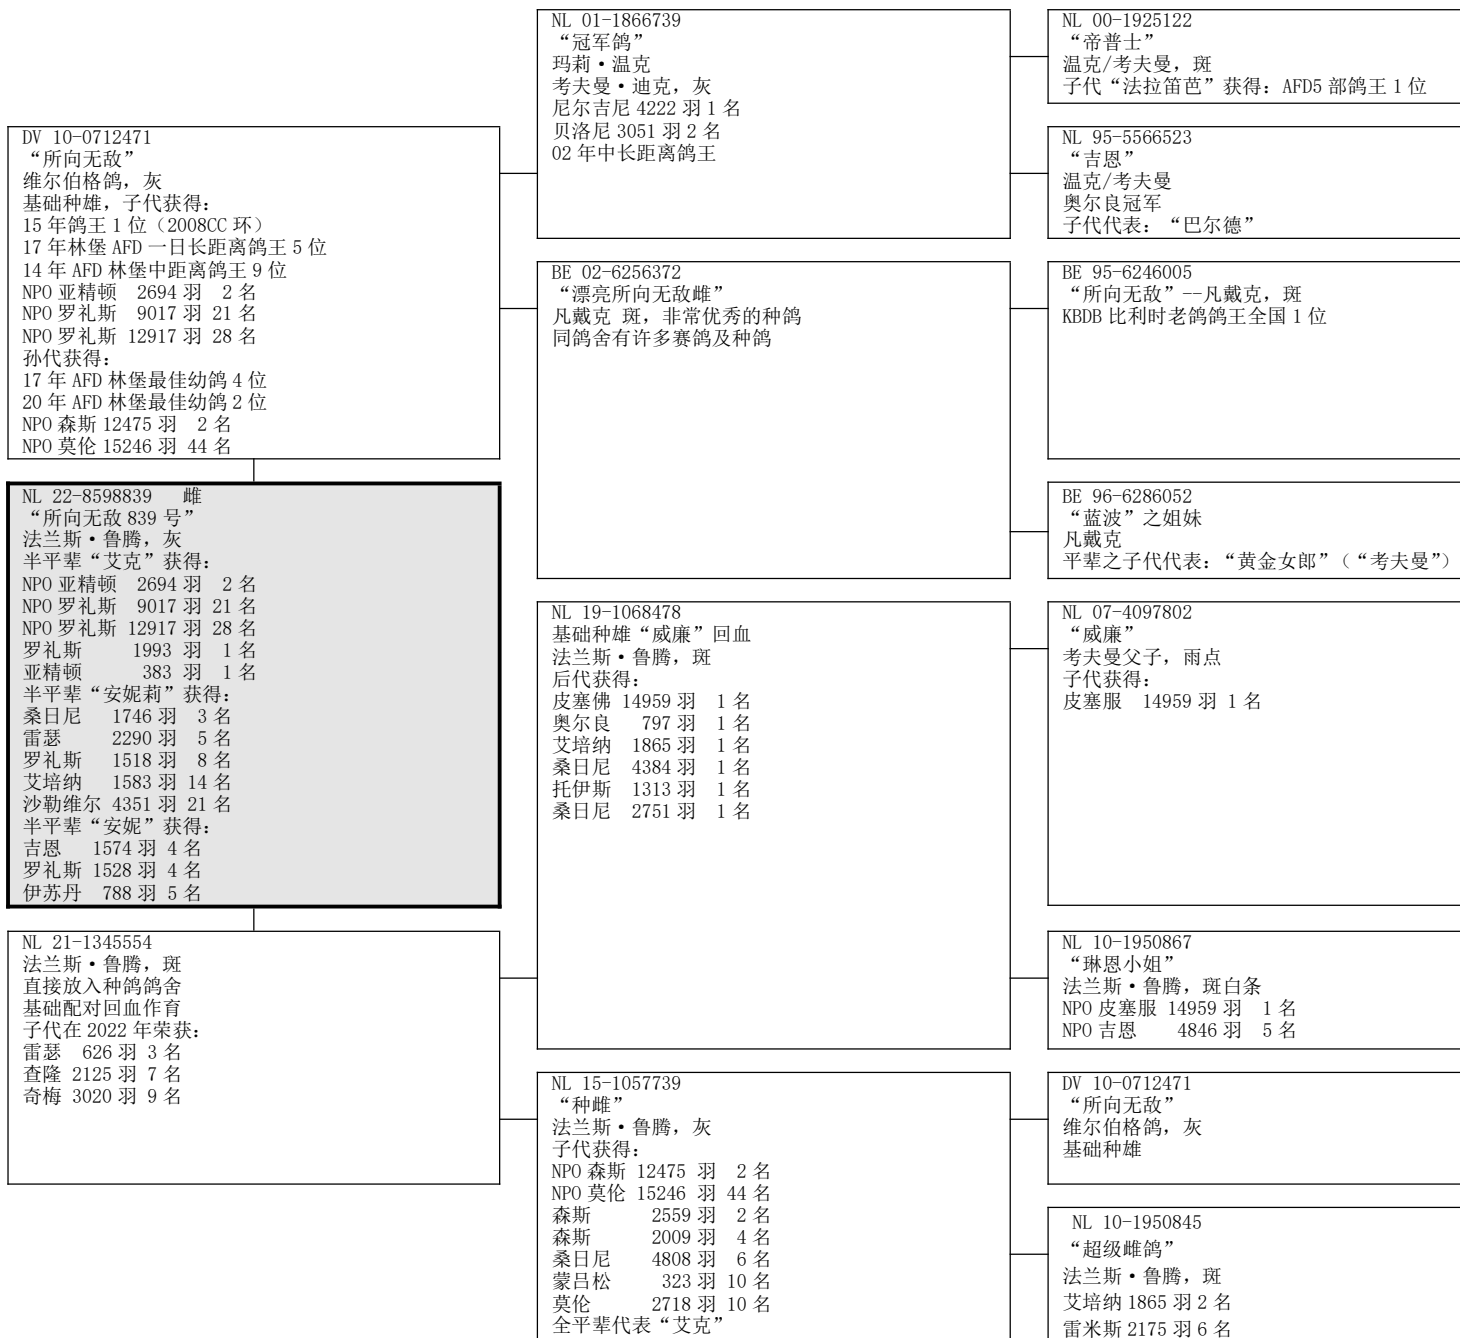 DV 10-0712471
“所向无敌”
维尔伯格鸽，灰
基础种雄，子代获得：
15 年鸽王 1 位（2008CC 环）
17 年林堡 AFD 一日长距离鸽王 5 位
14 年 AFD 林堡中距离鸽王 9 位
NPO 亚精顿 2694 羽 2 名
NPO 罗礼斯 9017 羽 21 名
NPO 罗礼斯 12917 羽 28 名
孙代获得：
17 年 AFD 林堡最佳幼鸽 4 位
20 年 AFD 林堡最佳幼鸽 2 位
NPO 森斯 12475 羽 2 名
NPO 莫伦 15246 羽 44 名
NL 22-8598839 雌
“所向无敌 839 号”
法兰斯•鲁腾，灰
半平辈“艾克”获得：
NPO 亚精顿 2694 羽 2 名
NPO 罗礼斯 9017 羽 21 名
NPO 罗礼斯 12917 羽 28 名
罗礼斯 1993 羽 1 名
亚精顿 383 羽 1 名
半平辈“安妮莉”获得：
桑日尼 1746 羽 3 名
雷瑟 2290 羽 5 名
罗礼斯 1518 羽 8 名
艾培纳 1583 羽 14 名
沙勒维尔 4351 羽 21 名
半平辈“安妮”获得：
吉恩 1574 羽 4 名
罗礼斯 1528 羽 4 名
伊苏丹 788 羽 5 名
NL 21-1345554
法兰斯•鲁腾，斑
直接放入种鸽鸽舍
基础配对回血作育
子代在 2022 年荣获：
雷瑟 626 羽 3 名
查隆 2125 羽 7 名
奇梅 3020 羽 9 名
NL 01-1866739
“冠军鸽”
玛莉•温克
考夫曼•迪克，灰
尼尔吉尼 4222 羽 1 名
贝洛尼 3051 羽 2 名
02 年中长距离鸽王
BE 02-6256372
“漂亮所向无敌雌”
凡戴克 斑，非常优秀的种鸽
同鸽舍有许多赛鸽及种鸽
NL 19-1068478
基础种雄“威廉”回血
法兰斯•鲁腾，斑
后代获得：
皮塞佛 14959 羽 1 名
奥尔良 797 羽 1 名
艾培纳 1865 羽 1 名
桑日尼 4384 羽 1 名
托伊斯 1313 羽 1 名
桑日尼 2751 羽 1 名
NL 15-1057739
“种雌”
法兰斯•鲁腾，灰
子代获得：
NPO 森斯 12475 羽 2 名
NPO 莫伦 15246 羽 44 名
森斯 2559 羽 2 名
森斯 2009 羽 4 名
桑日尼 4808 羽 6 名
蒙吕松 323 羽 10 名
莫伦 2718 羽 10 名
全平辈代表“艾克”
NL 00-1925122
“帝普士”
温克/考夫曼，斑
子代“法拉笛芭”获得：AFD5 部鸽王 1 位
NL 95-5566523
“吉恩”
温克/考夫曼
奥尔良冠军
子代代表：“巴尔德”
BE 95-6246005
“所向无敌”--凡戴克，斑
KBDB 比利时老鸽鸽王全国 1 位
BE 96-6286052
“蓝波”之姐妹
凡戴克
平辈之子代代表：“黄金女郎”（“考夫曼”）
NL 07-4097802
“威廉”
考夫曼父子，雨点
子代获得：
皮塞服 14959 羽 1 名
NL 10-1950867
“琳恩小姐”
法兰斯•鲁腾，斑白条
NPO 皮塞服 14959 羽 1 名
NPO 吉恩 4846 羽 5 名
DV 10-0712471
“所向无敌”
维尔伯格鸽，灰
基础种雄
NL 10-1950845
“超级雌鸽”
法兰斯•鲁腾，斑
艾培纳 1865 羽 2 名
雷米斯 2175 羽 6 名